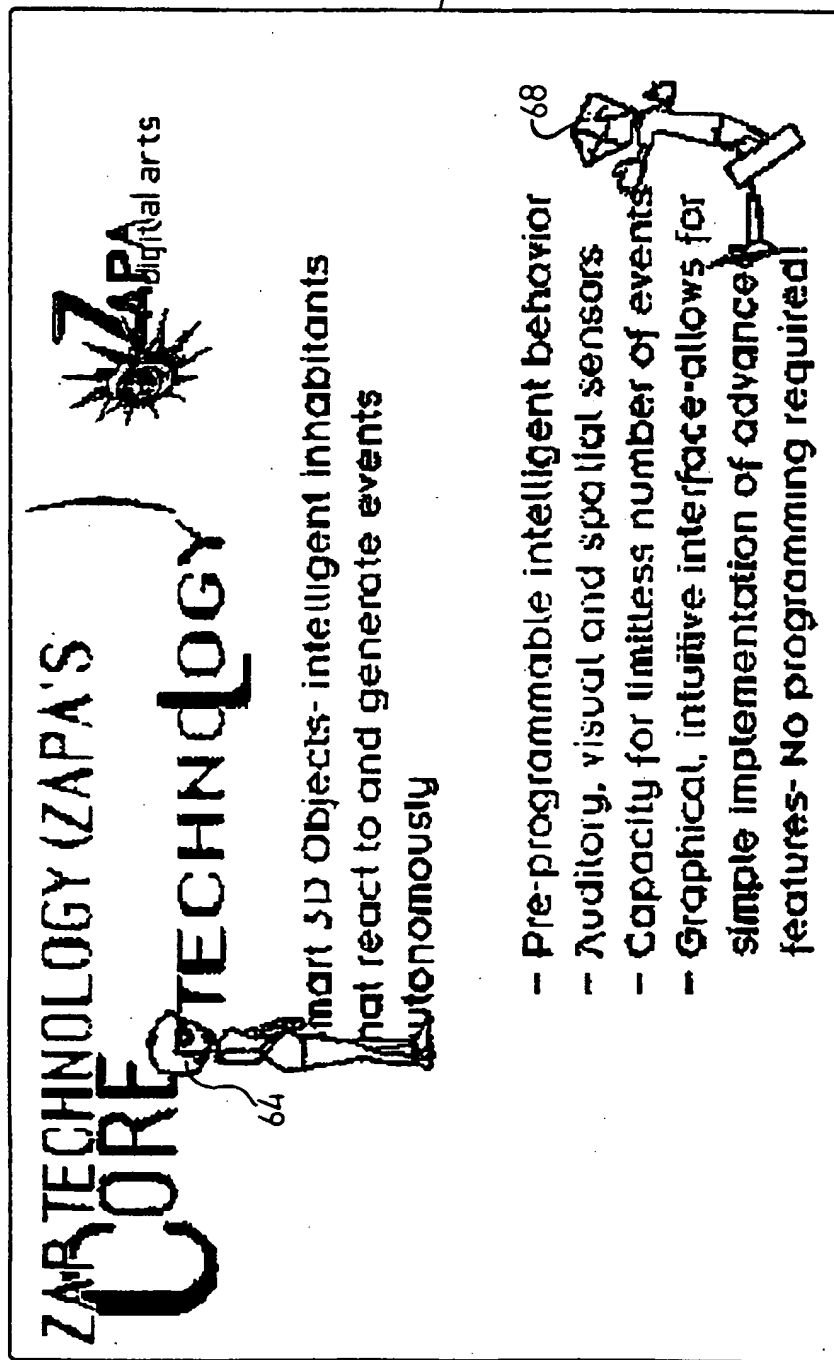 ZAP TECHNOLOGY (ZAPA'S
CORE TECHNOLOGY )
ZAPA
digitial arts
mart 3D Objects- intelligent inhabitants
hat react to and generate events
utonomously
64
68
– Pre-programmable intelligent behavior
– Auditory, visual and spatial sensors
– Capacity for limitless number of events
– Graphical, intuitive interface-allows for
simple implementation of advance
features- No programming required!